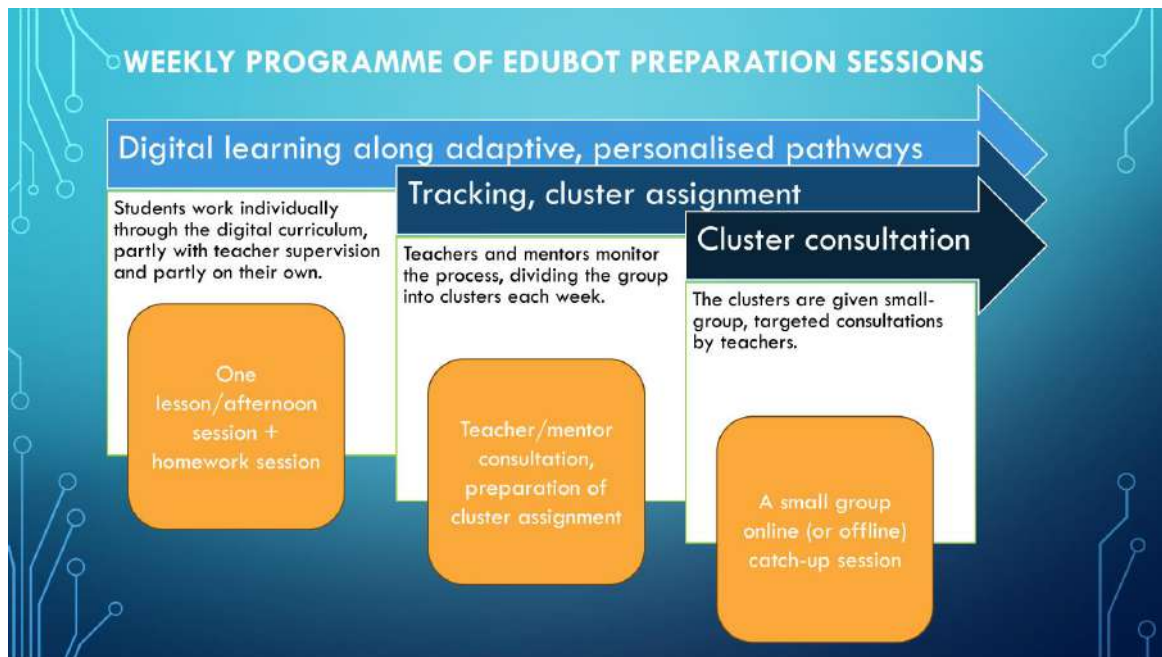 WEEKLY PROGRAMME OF EDUBOT PREPARATION SESSIONS
Digital learning along adaptive, personalised pathways
Students work individually
through the digital curriculum,
partly with teacher supervision
and partly on their own.
One
lesson/afternoon
session +
homework session
Tracking, cluster assignment
Teachers and mentors monitor
the process, dividing the group
into clusters each week.
Teacher/mentor
consultation,
preparation of
cluster assignment
Cluster consultation
The clusters are given small-
group, targeted consultations
by teachers.
A small group
online (or offline)
catch-up session